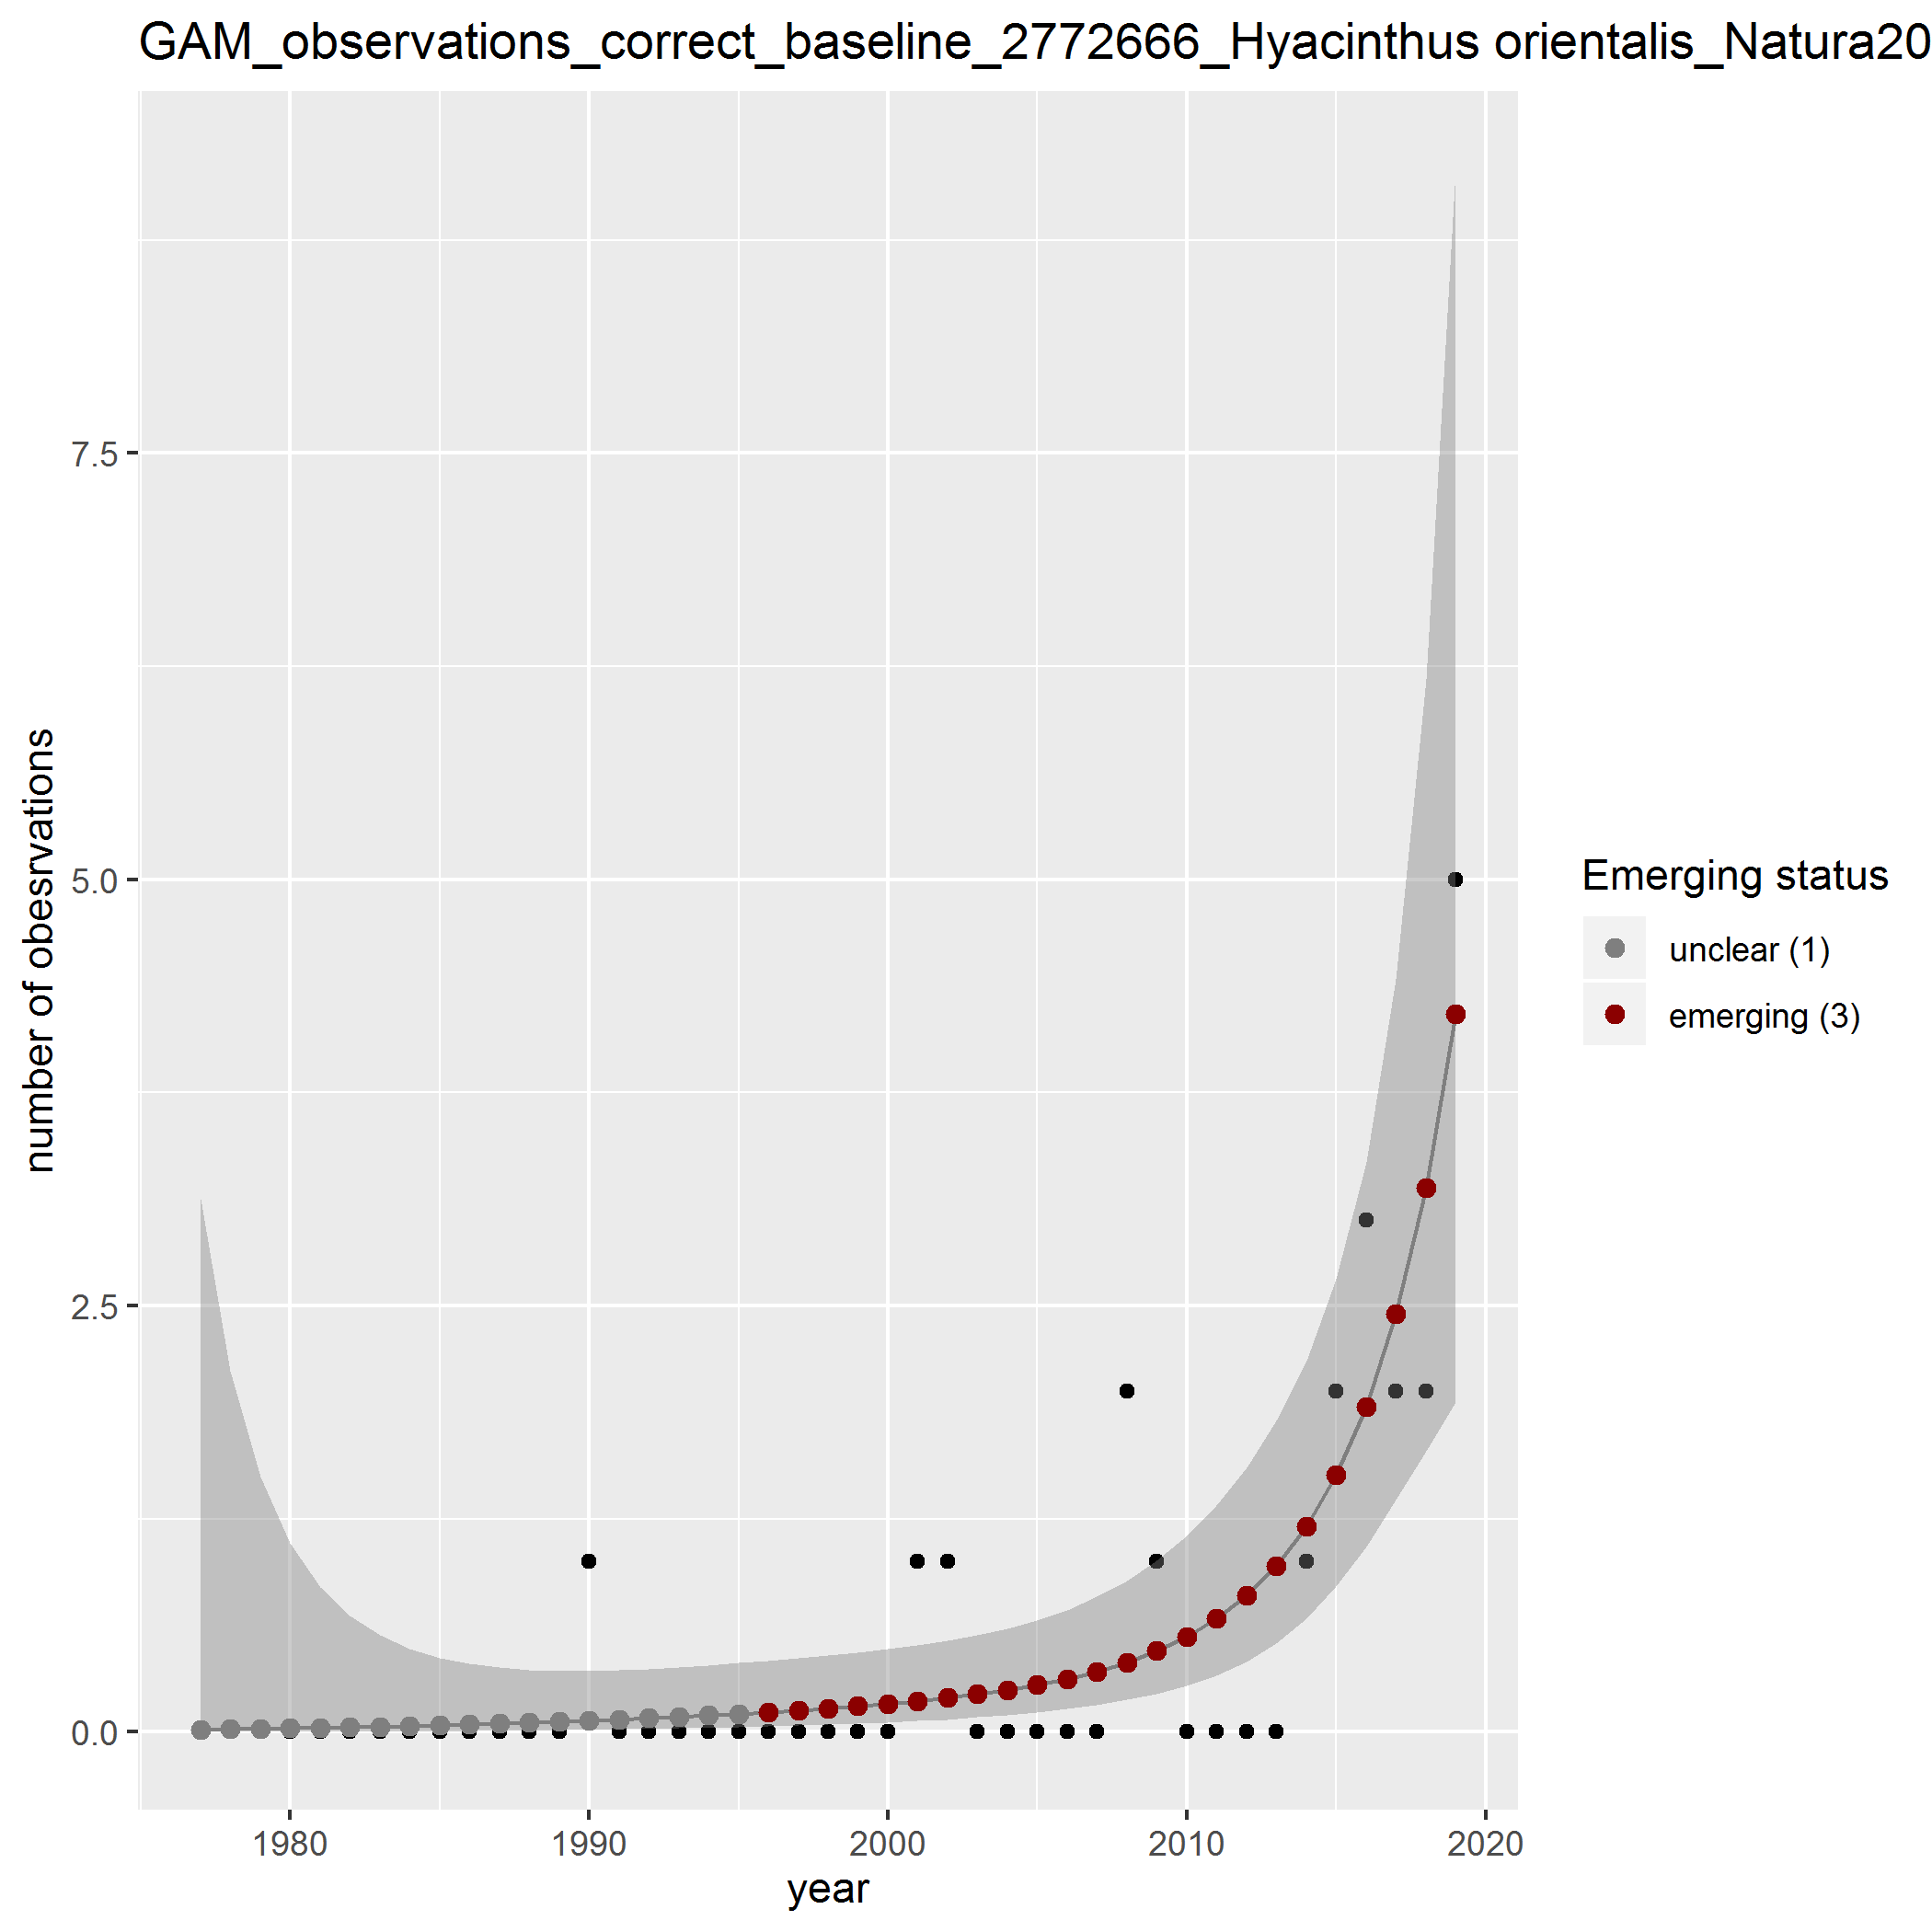 GAM_observations_correct_baseline_2772666_Hyacinthus orientalis_Natura20
number of obesrvations
7.5
5.0
2.5
0.0
1980 1990 2000 2010 2020
year
Emerging status
unclear (1)
emerging (3)